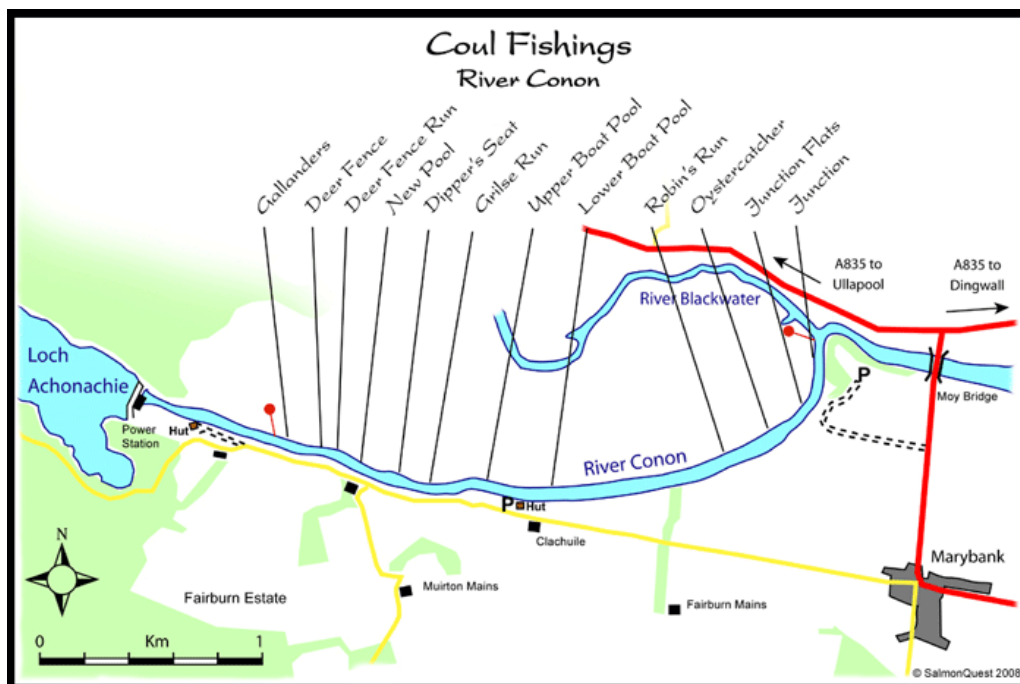 Coul Fishings
River Conon
Gallanders
Deer Fence
Deer Fence Run
New Pool
Dipper's Seat
Grilse Run
Upper Boat Pool
Lower Boat Pool
Robin's Run
Oystercatcher
Junction Flats
Junction
A835 to
Ullapool
A835 to
Dingwall
River Blackwater
Loch
Achonachie
P
Moy Bridge
Power
Station
Hut
River Conon
P
Hut
Clachuile
N
Marybank
Muirton Mains
Fairburn Estate
Fairburn Mains
0
Km
1
© SalmonQuest 2008